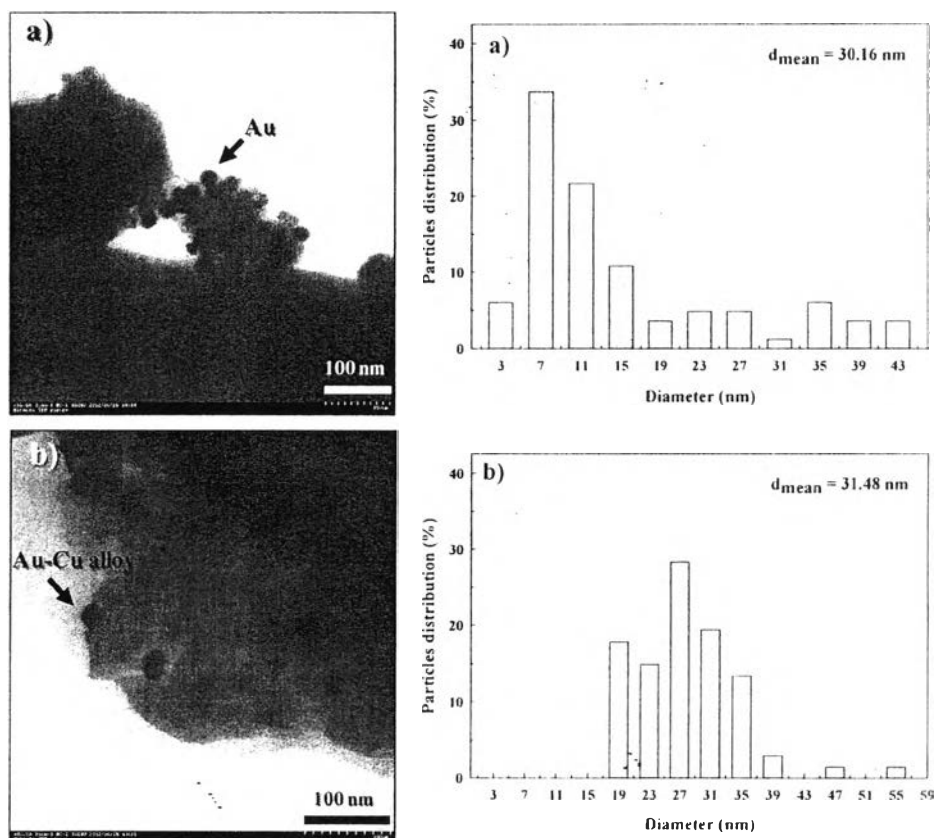 a)
Au
100 nm
a)
d mean = 30.16 nm
Particles distribution (%)
40
30
20
10
0
3 7 11 15 19 23 27 31 35 39 43
Diameter (nm)
b)
Au-Cu alloy
100 nm
b)
d mean = 31.48 nm
Particles distribution (%)
40
30
20
10
0
3 7 11 15 19 23 27 31 35 39 43 47 51 55 59
Diameter (nm)